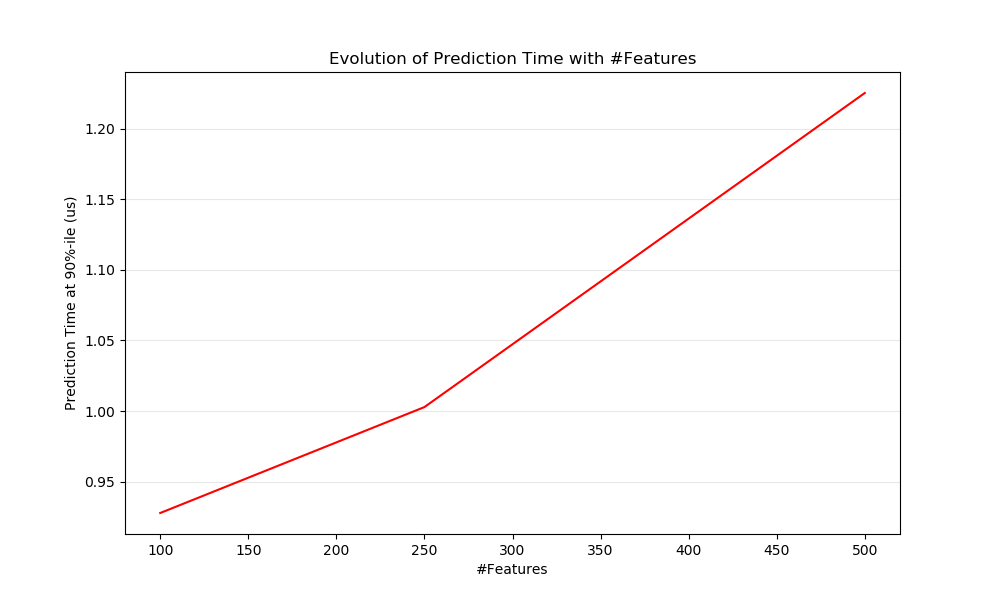 Evolution of Prediction Time with #Features
Prediction Time at 90%-ile (us)
1.20
1.15
1.10
1.05
1.00
0.95
100 150 200 250 300 350 400 450 500
#Features